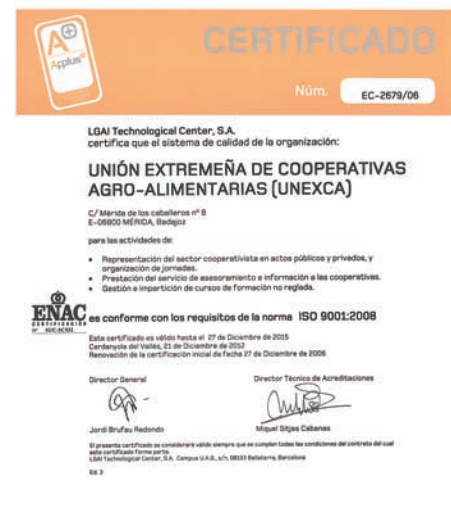 A+
Applus+
CERTIFICADO
Núm. EC-2679/06
LGAI Technological Center, S.A.
certifica que el sistema de calidad de la organización:
UNIÓN EXTREMEÑA DE COOPERATIVAS
AGRO-ALIMENTARIAS (UNEXCA)
C/ Mérida de los caballeros nº 6
E-06800 MÉRIDA, Badajoz
para las actividades de:
• Representación del sector cooperativista en actos públicos y privados, y
organización de jornadas.
• Prestación del servicio de asesoramiento e información a las cooperativas.
• Gestión e impartición de cursos de formación no reglada.
ENAC
CERTIFICACIÓN
es conforme con los requisitos de la norma ISO 9001:2008
Este certificado es válido hasta el 27 de Diciembre de 2015
Cerdanyola del Vallès, 21 de Diciembre de 2012
Renovación de la certificación inicial de fecha 27 de Diciembre de 2006
Director General
Director Técnico de Acreditaciones
Jordi Brufau Redondo
Miquel Sitjes Cabanas
El presente certificado se considerará válido siempre que se cumplan todas las condiciones del contrato del cual
este certificado forma parte.
LGAI Technological Center, S.A. Campus U.A.B., s/n, 08193 Bellaterra, Barcelona
Ed. 3